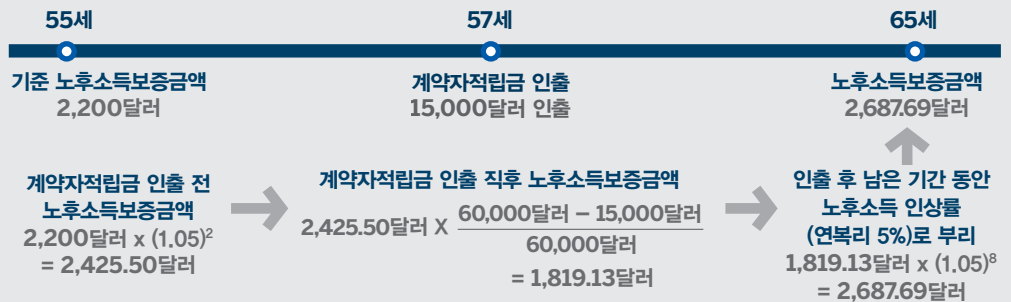 55세
57세
65세
기준 노후소득보증금액
2,200달러
계약자적립금 인출
15,000달러 인출
노후소득보증금액
2,687.69달러
계약자적립금 인출 전
노후소득보증금액
2,200달러 x (1.05)²
= 2,425.50달러
계약자적립금 인출 직후 노후소득보증금액
2,425.50달러 X
60,000달러 – 15,000달러
60,000달러
= 1,819.13달러
인출 후 남은 기간 동안
노후소득 인상률
(연복리 5%)로 부리
1,819.13달러 x (1.05)⁸
= 2,687.69달러